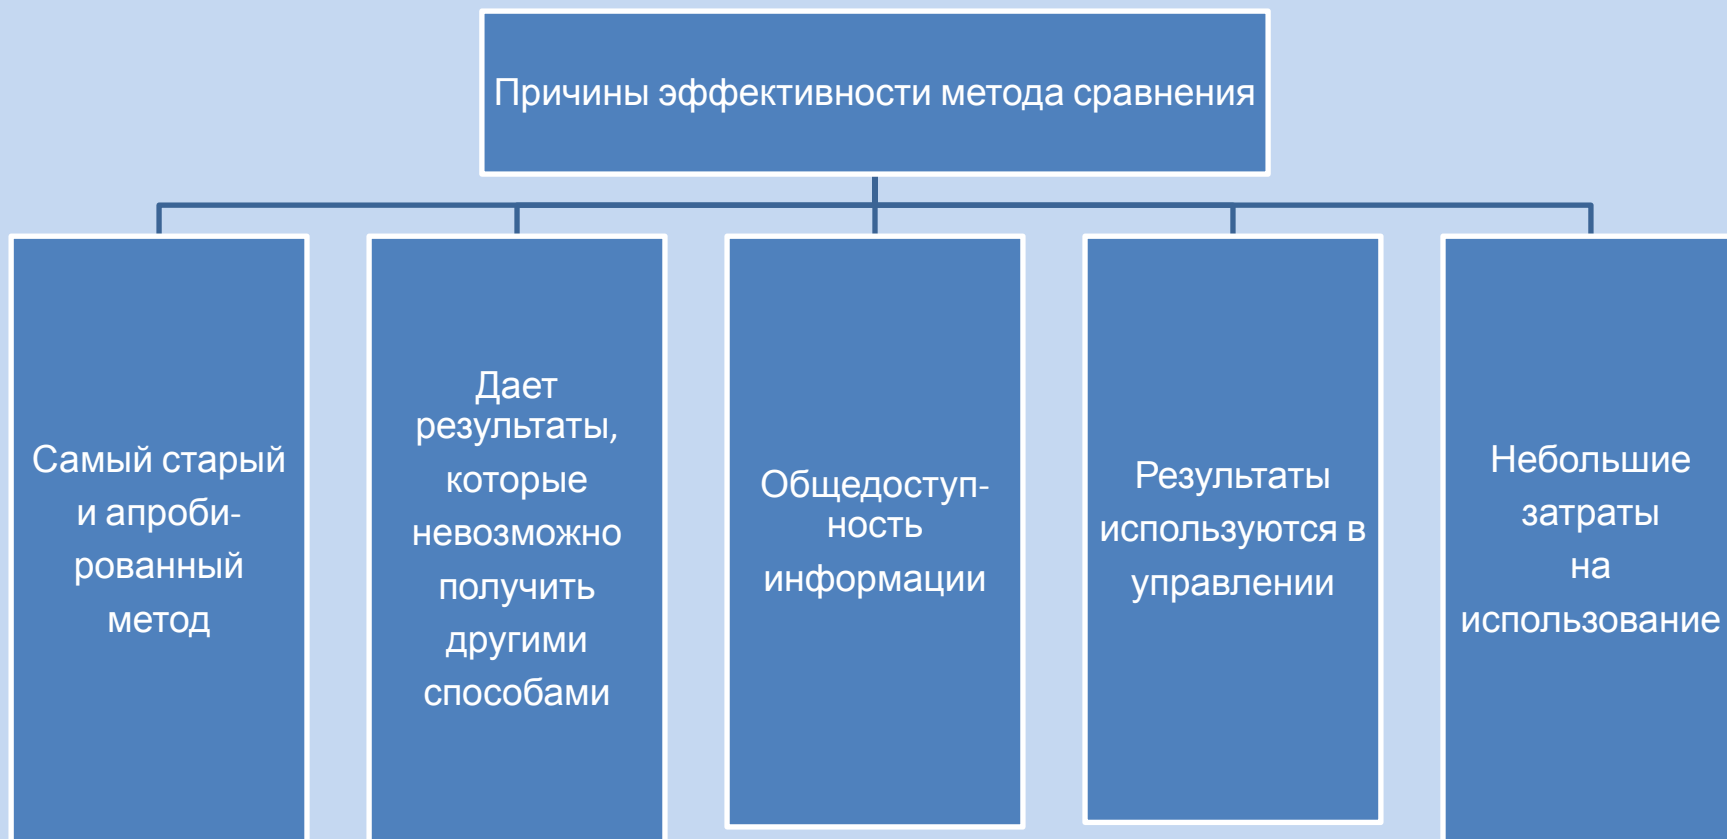 Причины эффективности метода сравнения
Самый старый
и апроби-
рованный
метод
Дает
результаты,
которые
невозможно
получить
другими
способами
Общедоступ-
ность
информации
Результаты
используются в
управлении
Небольшие
затраты
на
использование